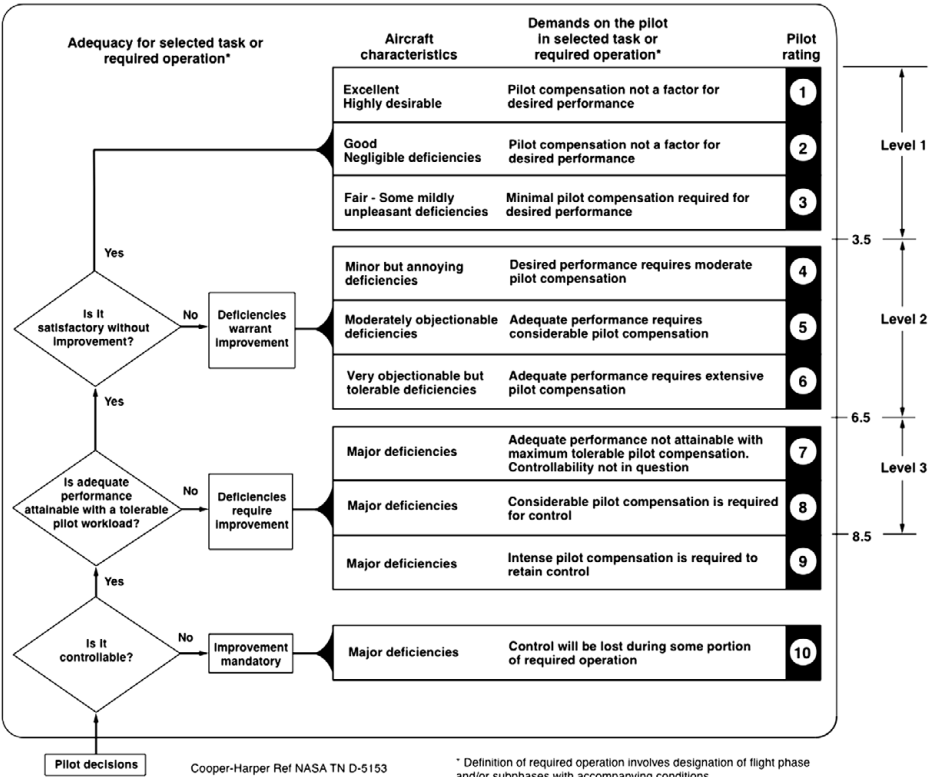 Adequacy for selected task or
required operation*
Aircraft
characteristics
Demands on the pilot
in selected task or
required operation*
Pilot
rating
Excellent
Highly desirable
Pilot compensation not a factor for
desired performance
1
Good
Negligible deficiencies
Pilot compensation not a factor for
desired performance
2
Fair - Some mildly
unpleasant deficiencies
Minimal pilot compensation required for
desired performance
3
Level 1
3.5
Yes
Is it
satisfactory without
improvement?
No
Deficiencies
warrant
improvement
Minor but annoying
deficiencies
Desired performance requires moderate
pilot compensation
4
Moderately objectionable
deficiencies
Adequate performance requires
considerable pilot compensation
5
Very objectionable but
tolerable deficiencies
Adequate performance requires extensive
pilot compensation
6
Level 2
6.5
Yes
Is adequate
performance
attainable with a tolerable
pilot workload?
No
Deficiencies
require
improvement
Major deficiencies
Adequate performance not attainable with
maximum tolerable pilot compensation.
Controllability not in question
7
Major deficiencies
Considerable pilot compensation is required
for control
8
Major deficiencies
Intense pilot compensation is required to
retain control
9
Level 3
8.5
Yes
Is it
controllable?
No
Improvement
mandatory
Major deficiencies
Control will be lost during some portion
of required operation
10
Pilot decisions
Cooper-Harper Ref NASA TN D-5153
* Definition of required operation involves designation of flight phase
and/or subphases with accompanying conditions